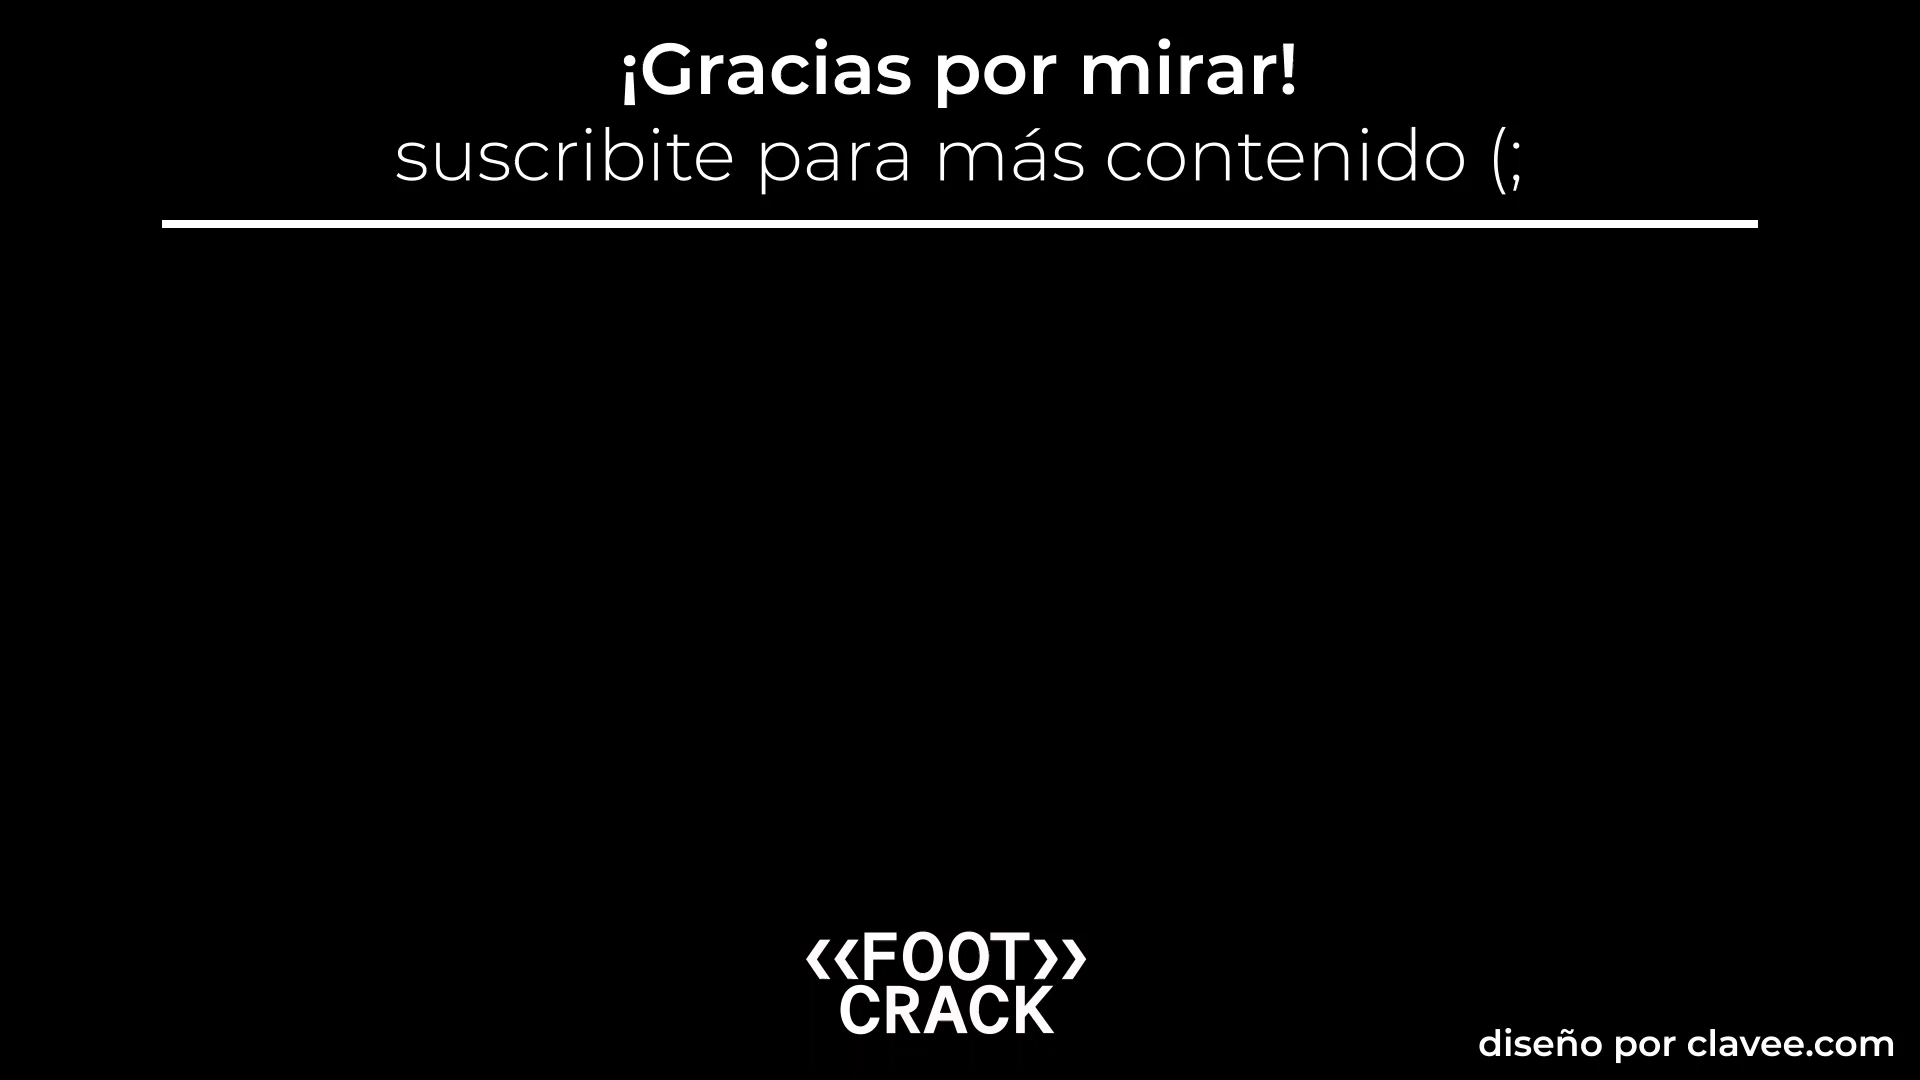 ¡Gracias por mirar!
suscribite para más contenido (;
‹‹FOOT››
CRACK
diseño por clavee.com